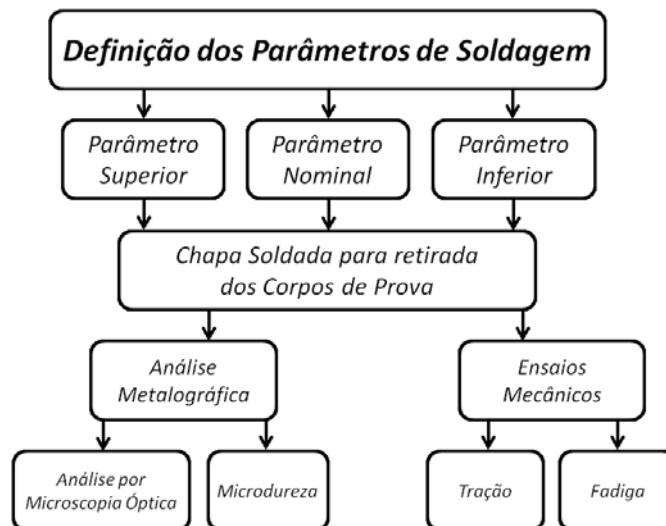 Definição dos Parâmetros de Soldagem
Parâmetro
Superior
Parâmetro
Nominal
Parâmetro
Inferior
Chapa Soldada para retirada
dos Corpos de Prova
Análise
Metalográfica
Ensaios
Mecânicos
Análise por
Microscopia Óptica
Microdureza
Tração
Fadiga